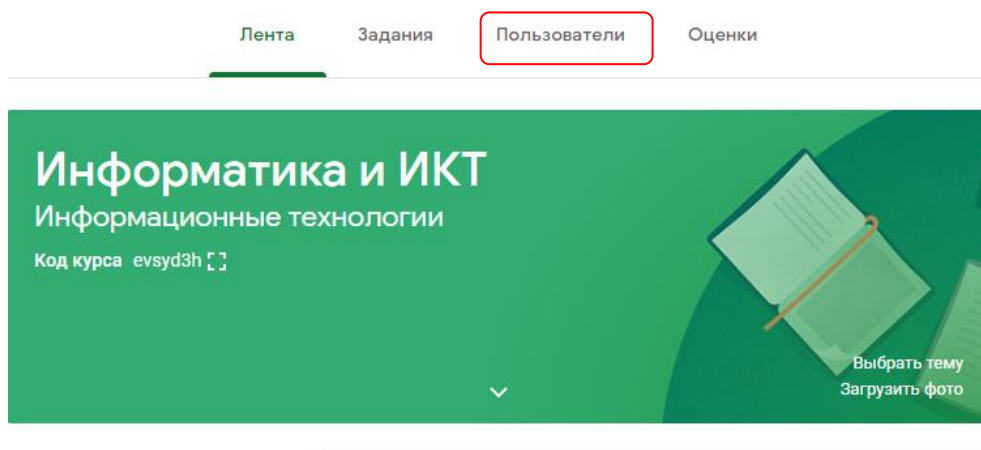 Лента Задания Пользователи Оценки
Информатика и ИКТ
Информационные технологии
Код курса evsyd3h
Выбрать тему
Загрузить фото